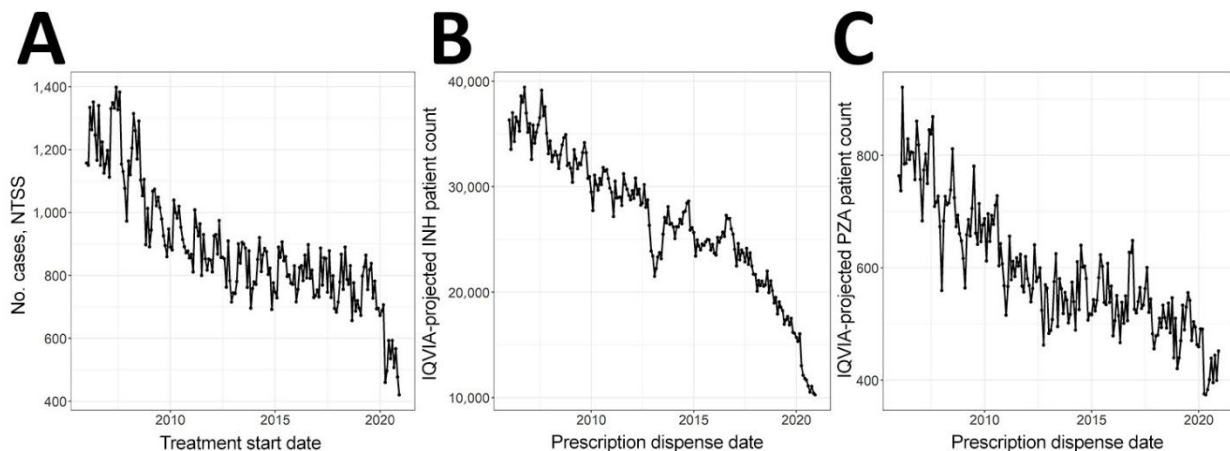 A
No. cases, NTSS
1,400
1,200
1,000
800
600
400
2010
2015
2020
Treatment start date
B
IQVIA-projected INH patient count
40,000
30,000
20,000
10,000
2010
2015
2020
Prescription dispense date
C
IQVIA-projected PZA patient count
800
600
400
2010
2015
2020
Prescription dispense date